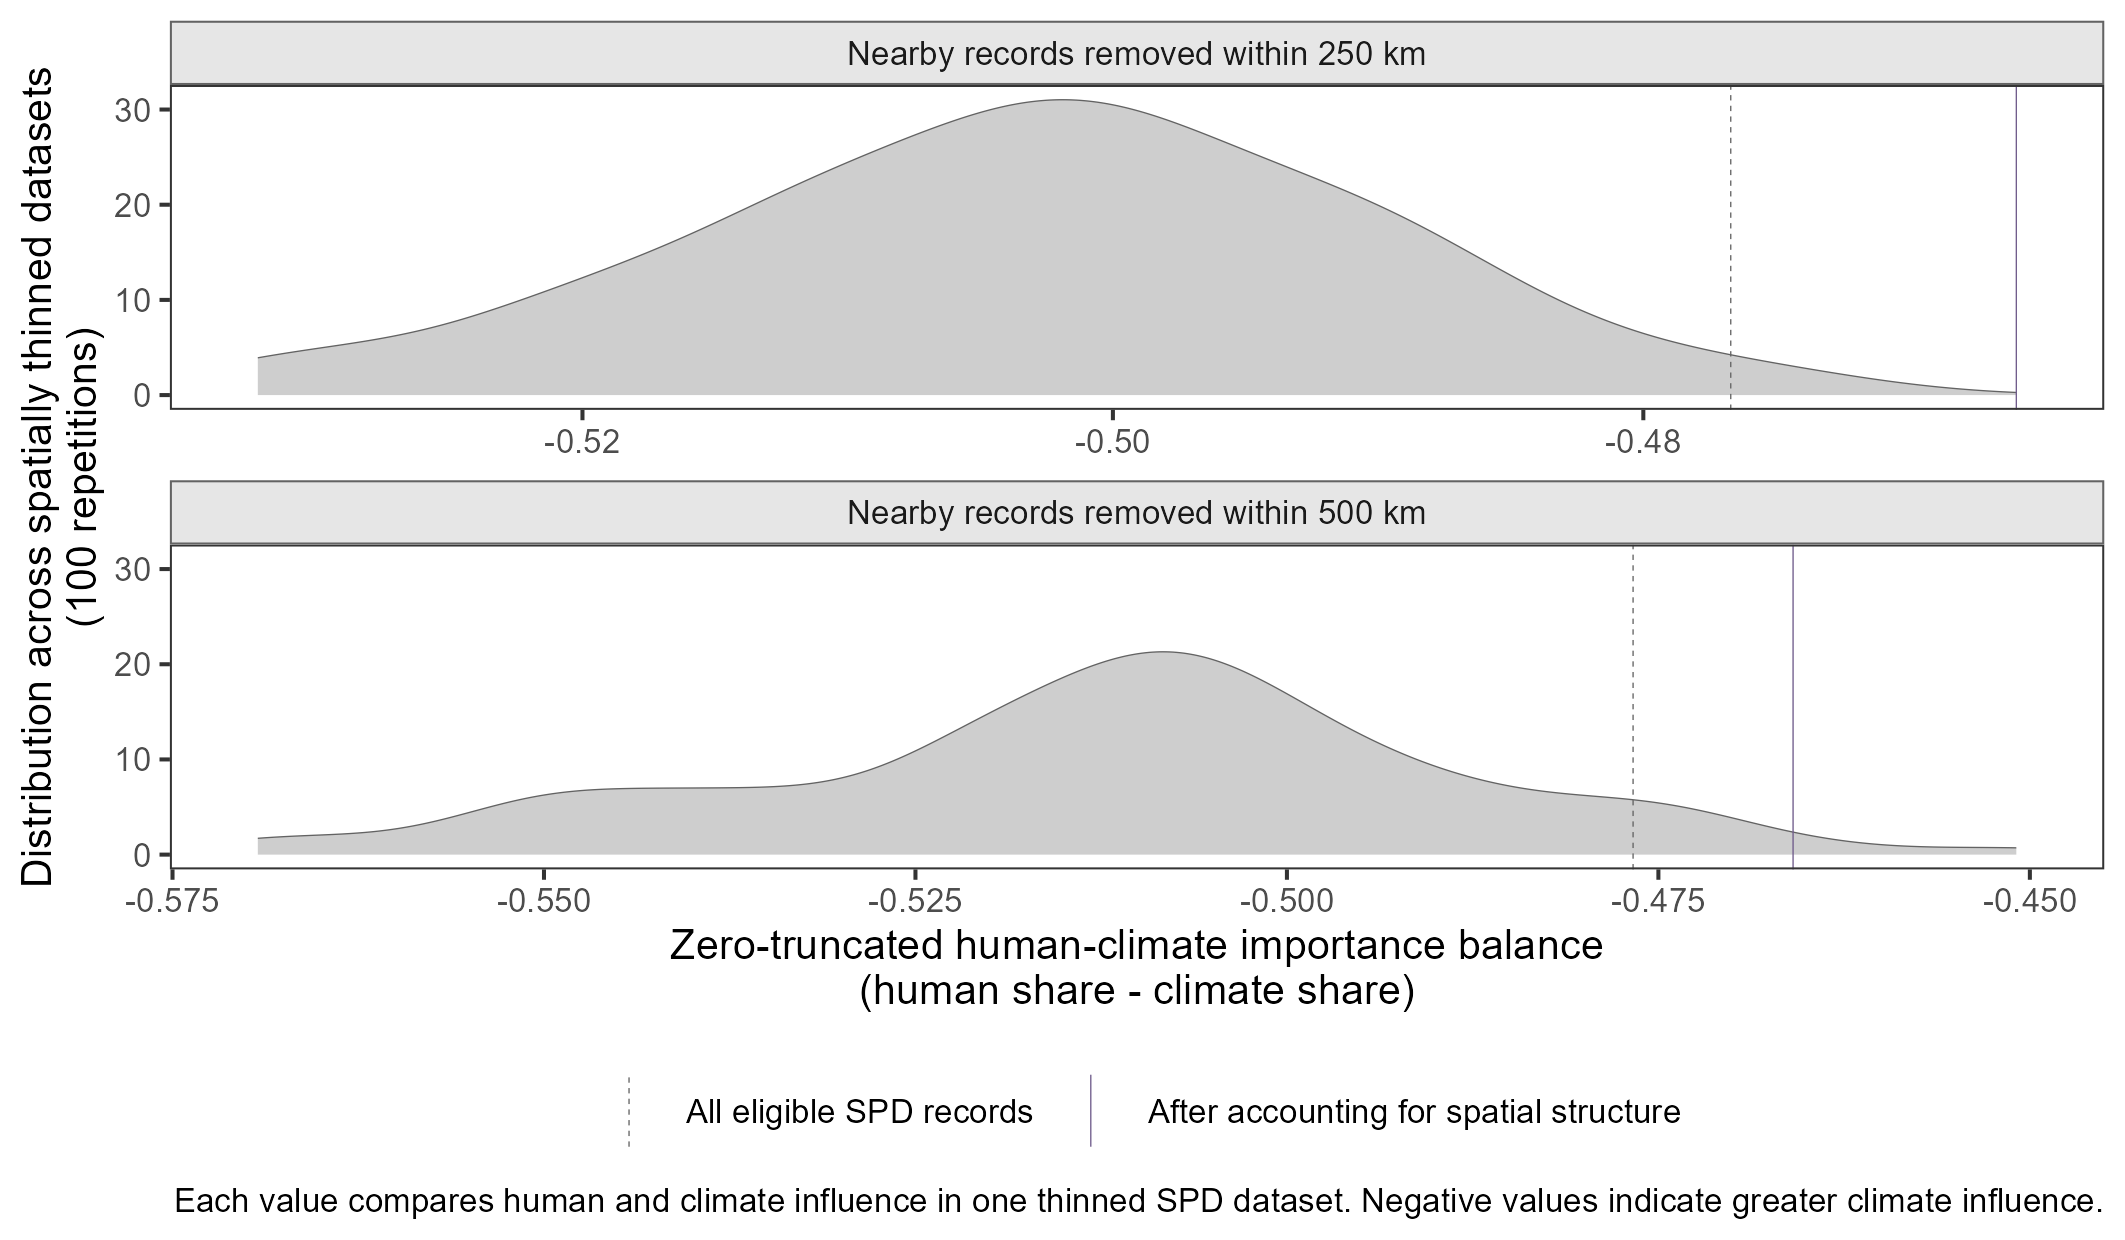 Nearby records removed within 250 km
30
20
10
0
-0.52
-0.50
-0.48
Distribution across spatially thinned datasets
(100 repetitions)
Nearby records removed within 500 km
30
20
10
0
-0.575
-0.550
-0.525
-0.500
-0.475
-0.450
Zero-truncated human-climate importance balance
(human share - climate share)
All eligible SPD records
After accounting for spatial structure
Each value compares human and climate influence in one thinned SPD dataset. Negative values indicate greater climate influence.